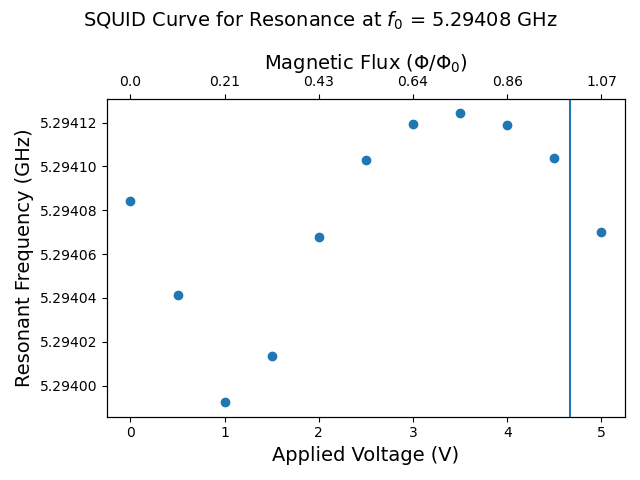 SQUID Curve for Resonance at f₀ = 5.29408 GHz
Magnetic Flux (Φ/Φ₀)
0.0 0.21 0.43 0.64 0.86 1.07
5.29412
5.29410
5.29408
5.29406
5.29404
5.29402
5.29400
Resonant Frequency (GHz)
0 1 2 3 4 5
Applied Voltage (V)